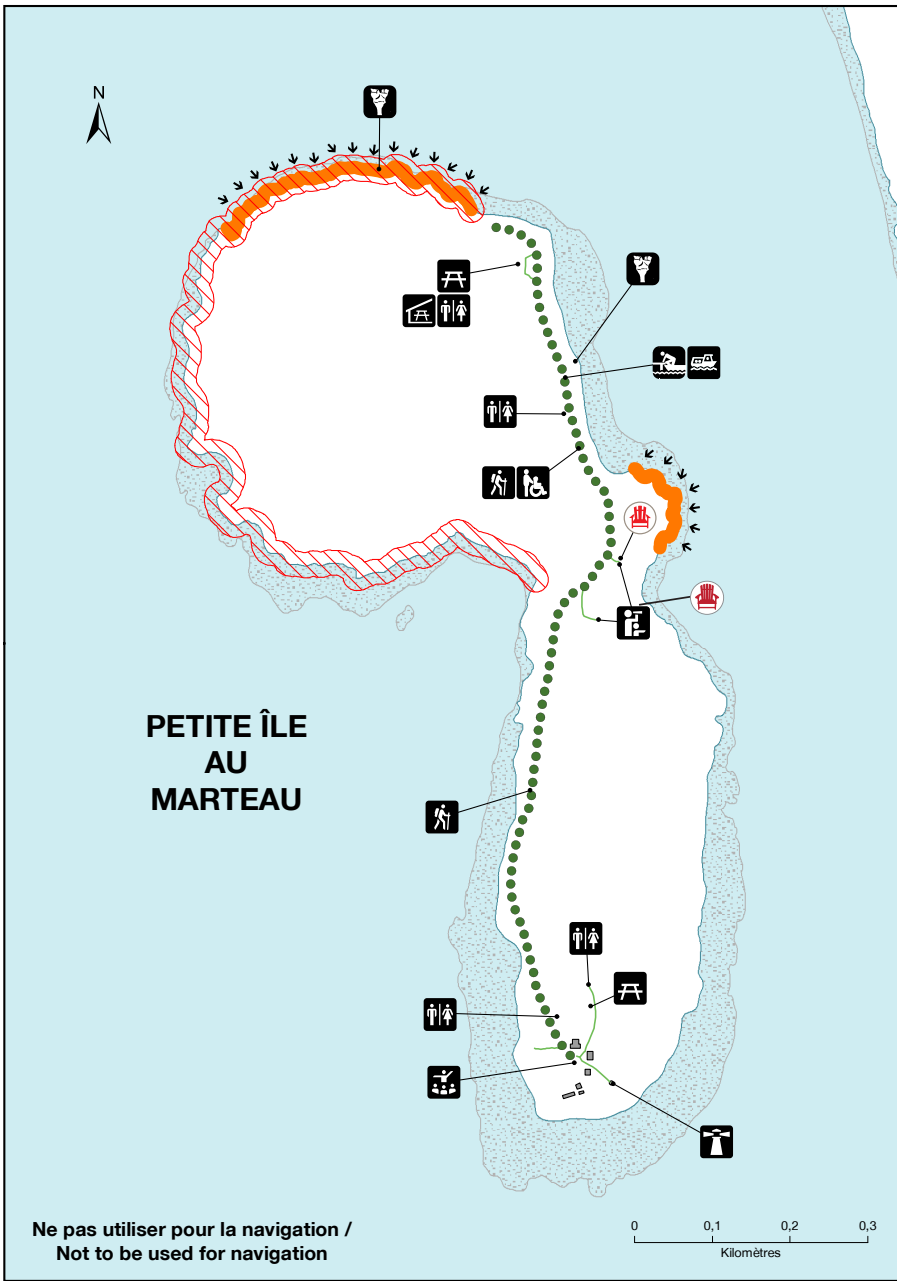 N
PETITE ÎLE
AU
MARTEAU
Ne pas utiliser pour la navigation /
Not to be used for navigation
0 0,1 0,2 0,3
Kilomètres